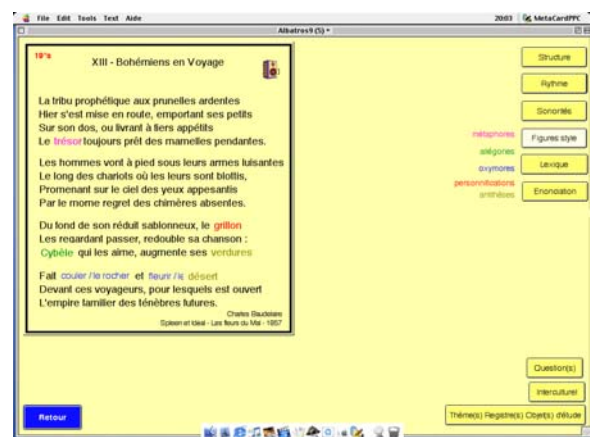 File Edit Tools Text Aide
20:03 MetaCardPPC
Albatros9 (5) *
19°s
XIII - Bohémiens en Voyage
La tribu prophétique aux prunelles ardentes
Hier s'est mise en route, emportant ses petits
Sur son dos, ou livrant à fiers appétits
Le trésor toujours prêt des mamelles pendantes.
Les hommes vont à pied sous leurs armes luisantes
Le long des chariots où les leurs sont blottis,
Promenant sur le ciel des yeux appesantis
Par le morne regret des chimères absentes.
Du fond de son réduit sablonneux, le grillon
Les regardant passer, redouble sa chanson :
Cybèle qui les aime, augmente ses verdures
Fait couler / le rocher et fleurir / le désert
Devant ces voyageurs, pour lesquels est ouvert
L'empire familier des ténèbres futures.
Charles Baudelaire
Spleen et Idéal - Les fleurs du Mal - 1857
Structure
Rythme
Sonorités
métaphores
Figures style
allégories
oxymores
Lexique
personnifications
antithèses
Enonciation
Question(s)
Interculturel
Thème(s) Registre(s) Objet(s) d'étude
Retour